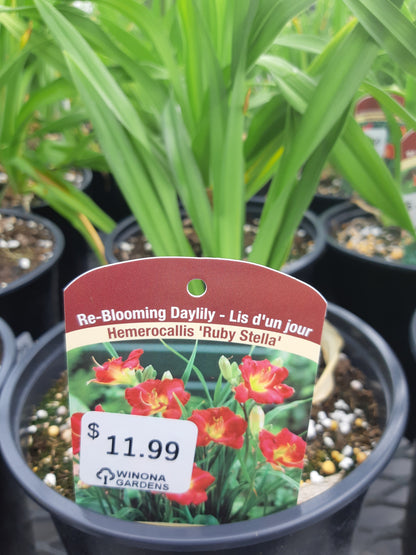 Re-Blooming Daylily - Lis d'un jour
Hemerocallis 'Ruby Stella'
$ 11.99
WINONA
GARDENS